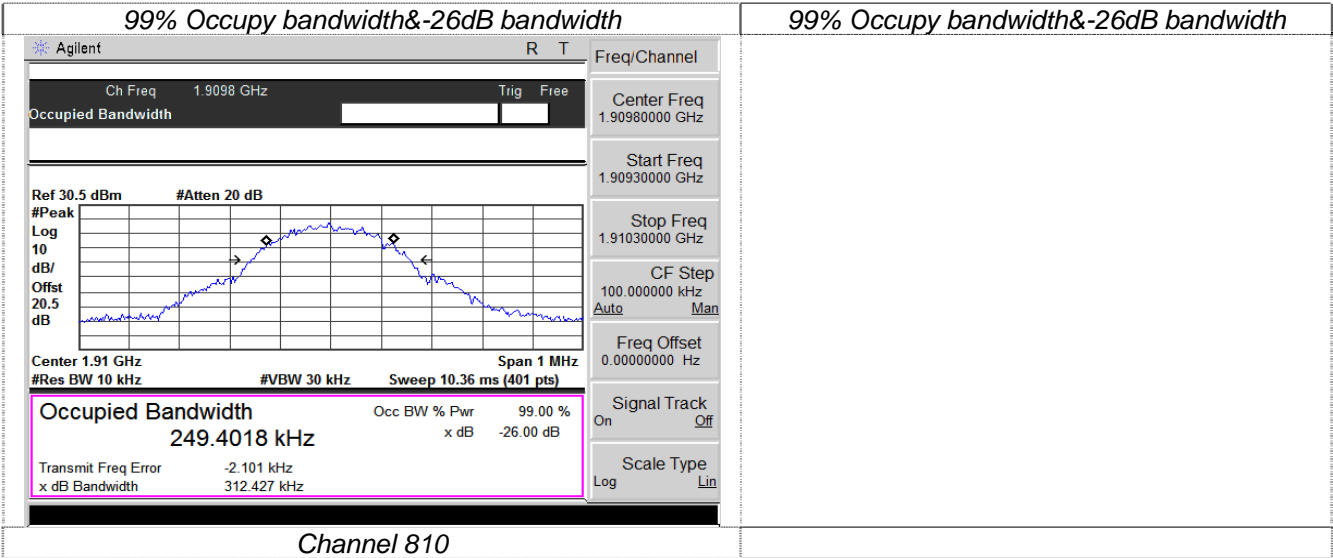 99% Occupy bandwidth&-26dB bandwidth
99% Occupy bandwidth&-26dB bandwidth
Agilent
R T
Freq/Channel
Ch Freq 1.9098 GHz
Trig Free
Occupied Bandwidth
Center Freq
1.90980000 GHz
Start Freq
1.90930000 GHz
Stop Freq
1.91030000 GHz
CF Step
100.000000 kHz
Auto Man
Freq Offset
0.00000000 Hz
Signal Track
On Off
Scale Type
Log Lin
Ref 30.5 dBm #Atten 20 dB
#Peak
Log
10
dB/
Offst
20.5
dB
Center 1.91 GHz Span 1 MHz
#Res BW 10 kHz #VBW 30 kHz Sweep 10.36 ms (401 pts)
Occupied Bandwidth
249.4018 kHz
Occ BW % Pwr 99.00 %
x dB -26.00 dB
Transmit Freq Error -2.101 kHz
x dB Bandwidth 312.427 kHz
Channel 810